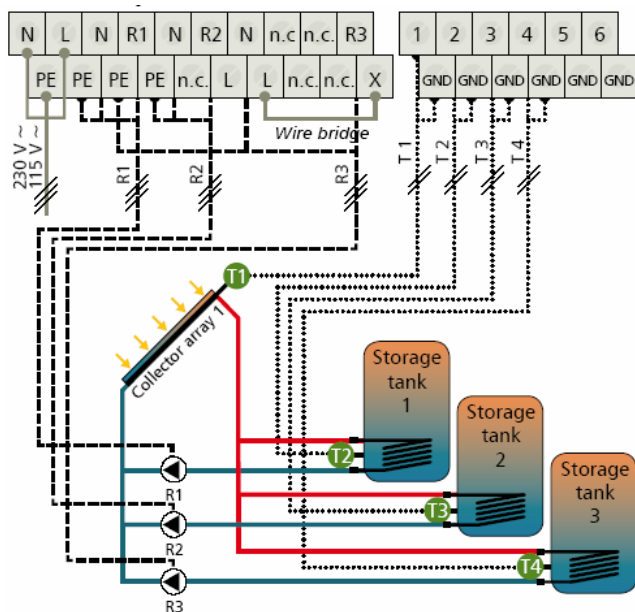 N L N R1 N R2 N n.c n.c. R3
1 2 3 4 5 6
PE PE PE PE n.c. L L n.c. n.c. X
GND GND GND GND GND GND
Wire bridge
230 V ~
115 V ~
R1
R2
R3
T 1
T 2
T 3
T 4
T1
Collector array 1
Storage
tank
1
Storage
tank
2
Storage
tank
3
T2
R1
T3
R2
T4
R3